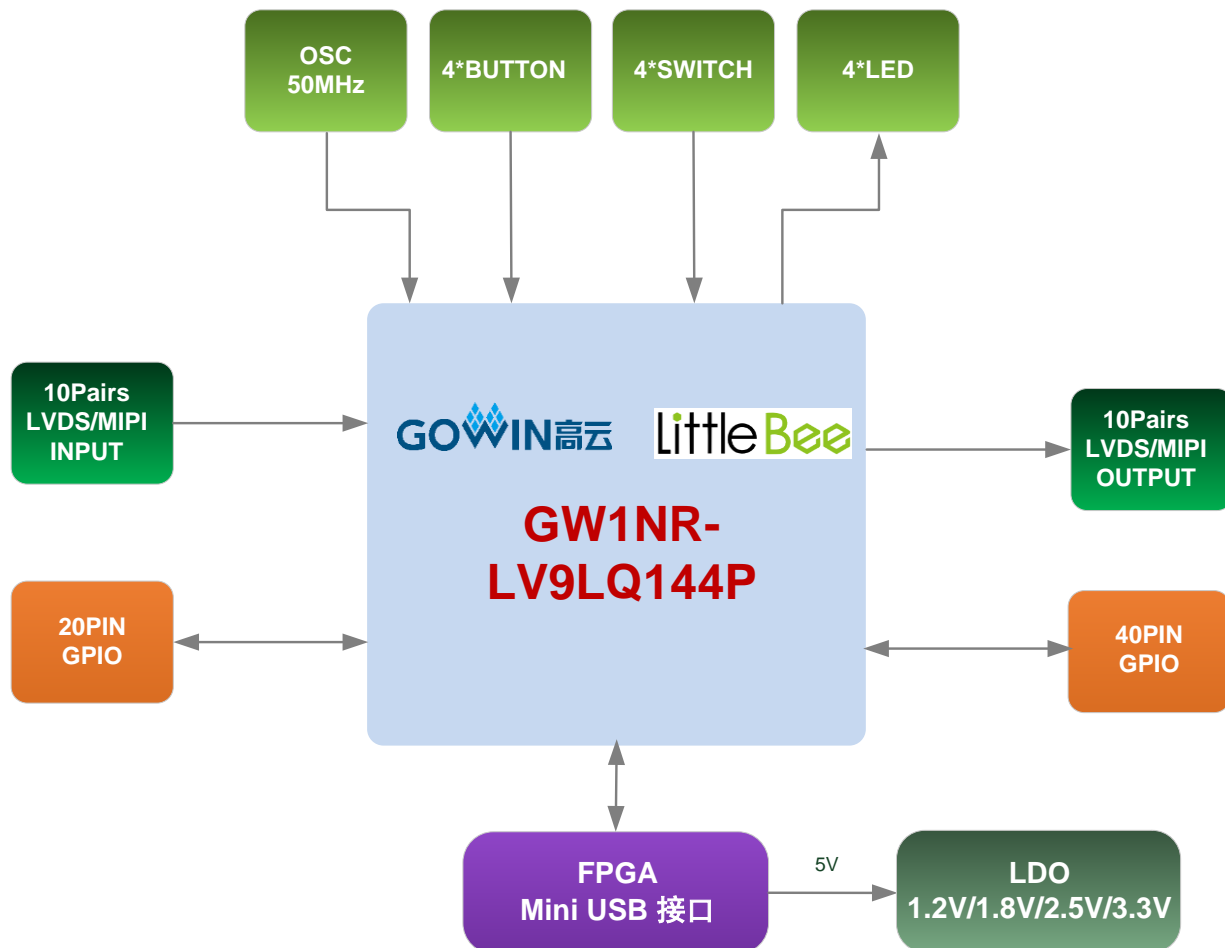 OSC
50MHz
4*BUTTON
4*SWITCH
4*LED
10Pairs
LVDS/MIPI
INPUT
GOWIN高云
LittleBee
10Pairs
LVDS/MIPI
OUTPUT
GW1NR-
LV9LQ144P
20PIN
GPIO
40PIN
GPIO
FPGA
Mini USB 接口
5V
LDO
1.2V/1.8V/2.5V/3.3V